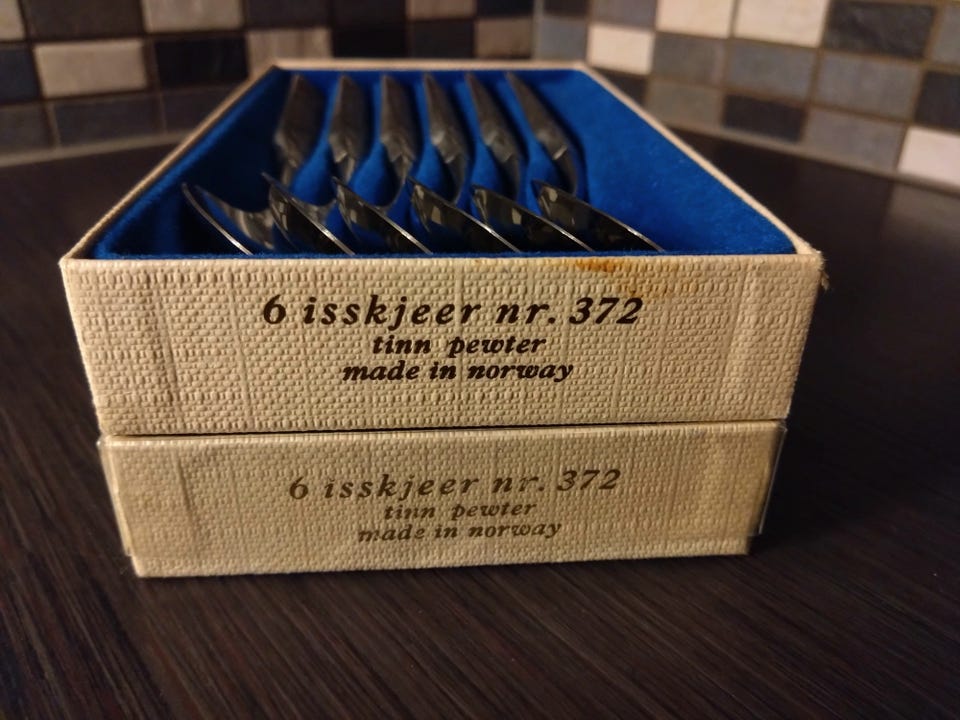 6 isskjeer nr. 372
tinn pewter
made in norway
6 isskjeer nr. 372
tinn pewter
made in norway